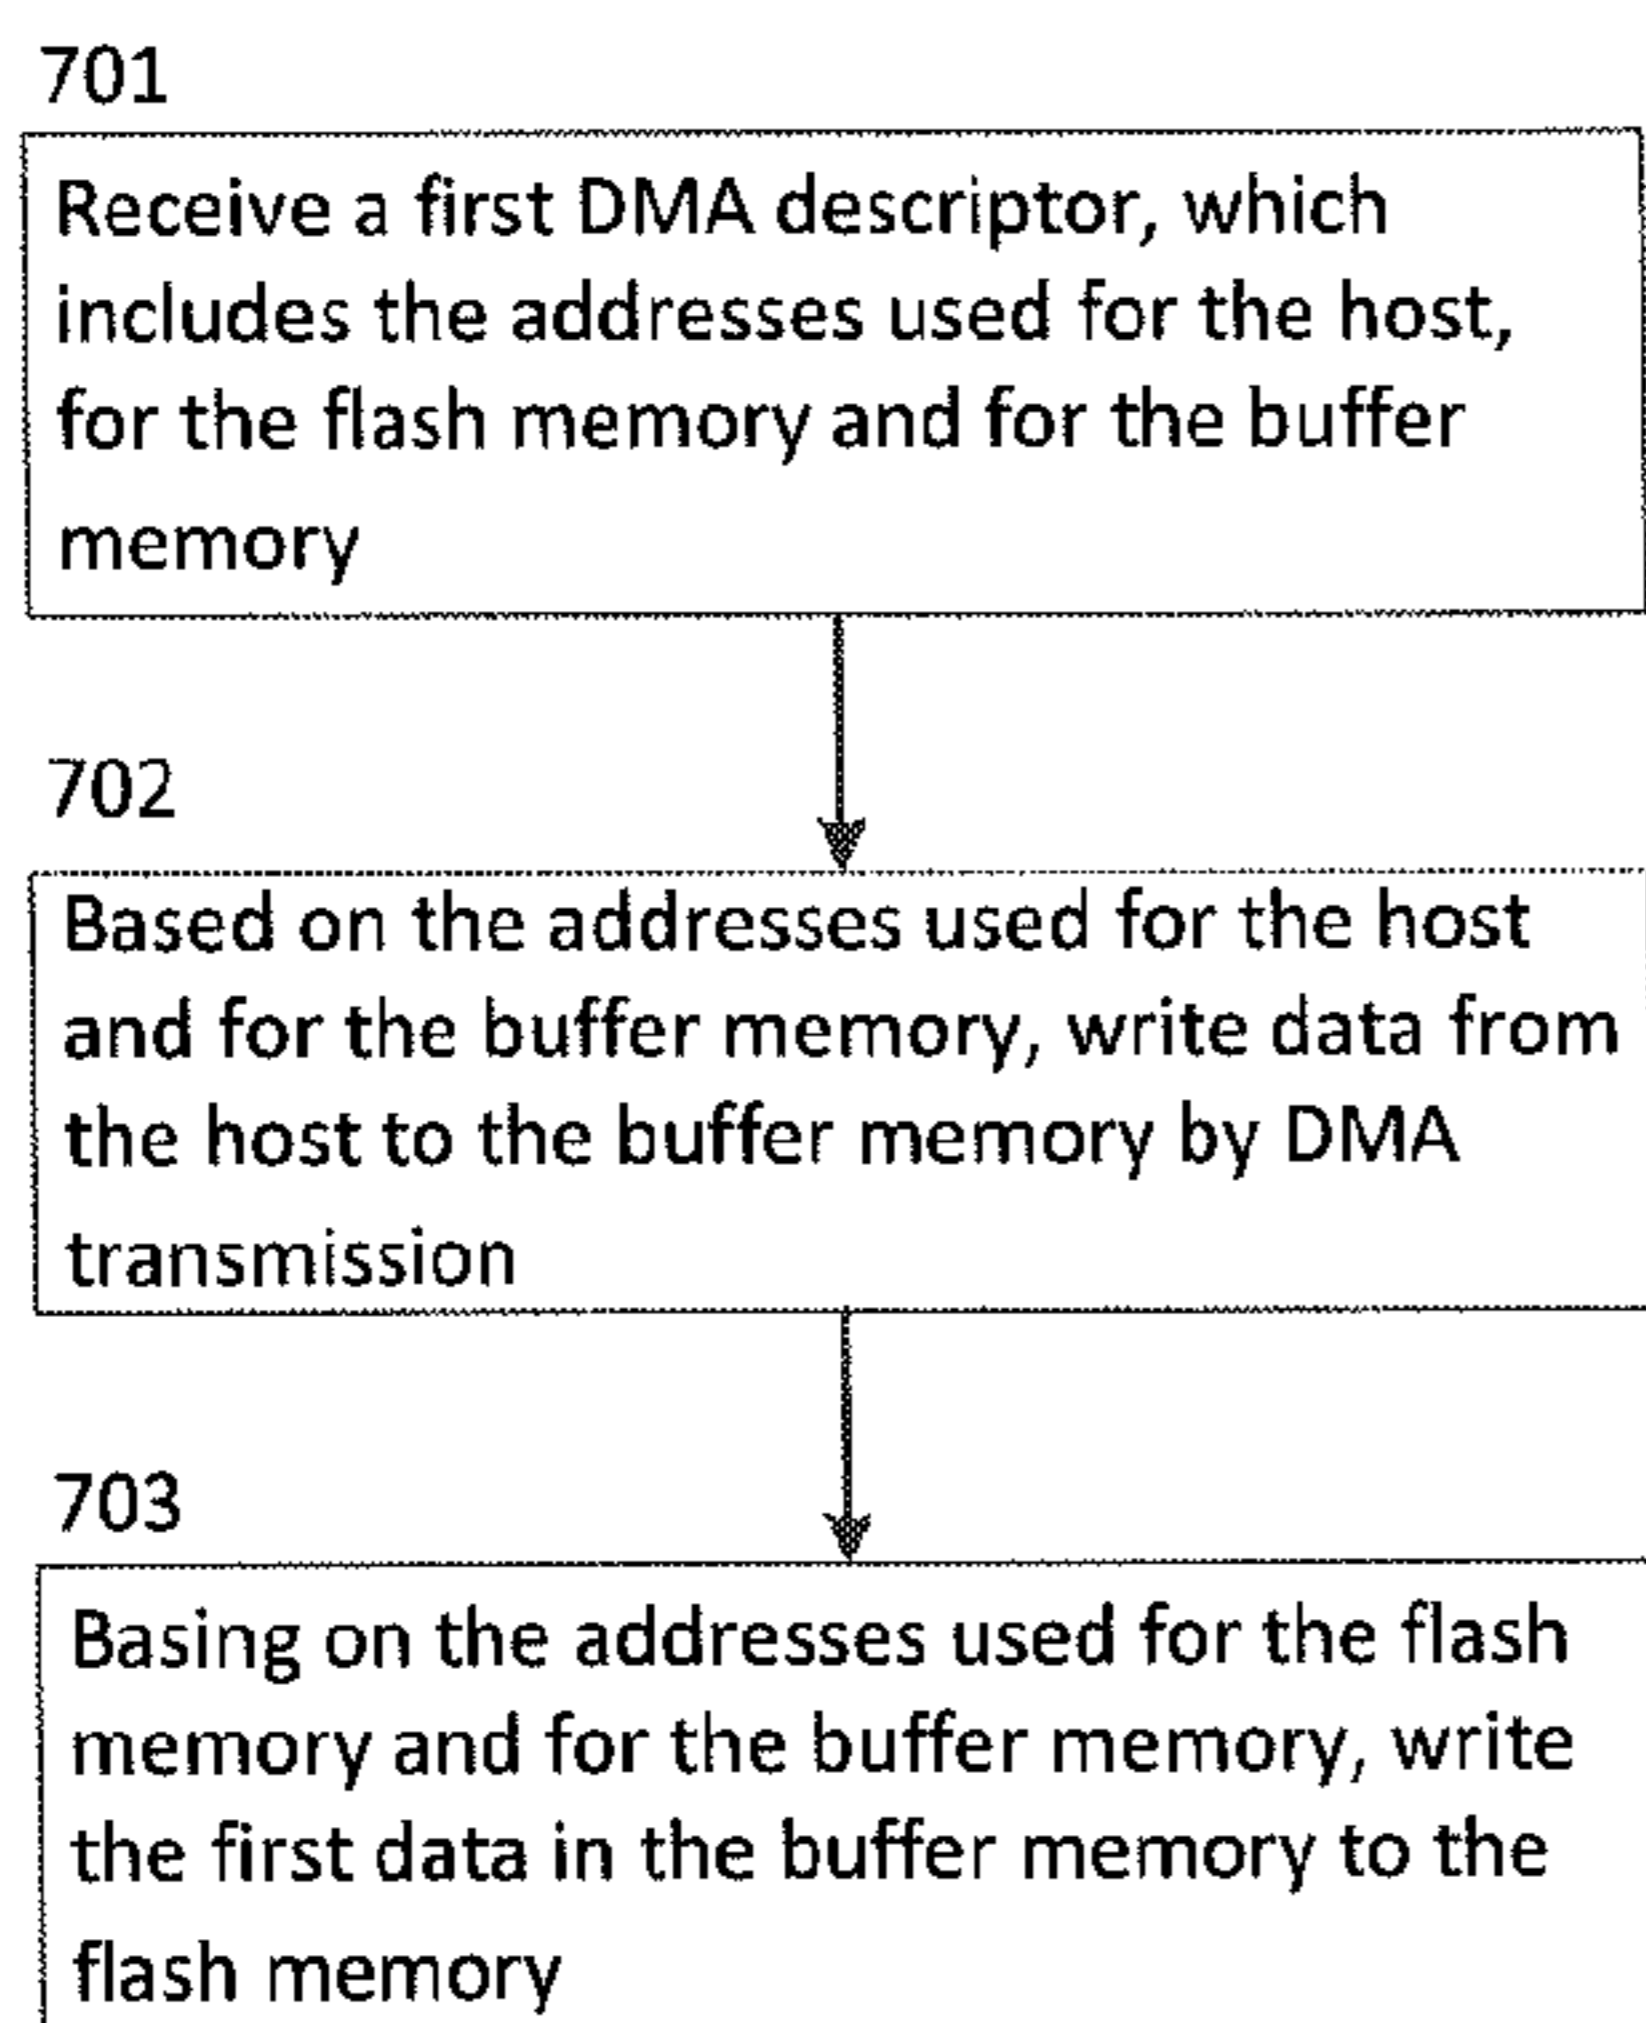 701
Receive a first DMA descriptor, which
includes the addresses used for the host,
for the flash memory and for the buffer
memory
702
Based on the addresses used for the host
and for the buffer memory, write data from
the host to the buffer memory by DMA
transmission
703
Basing on the addresses used for the flash
memory and for the buffer memory, write
the first data in the buffer memory to the
flash memory